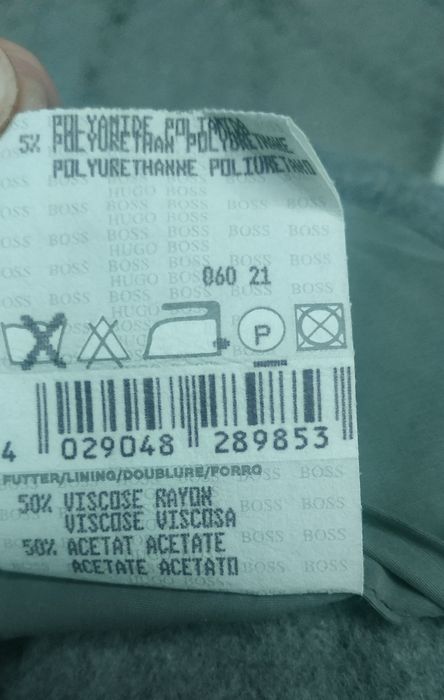 POLYAMIDE POLIAMIDA
5% POLYURETHAN POLYURETHANE
POLYURETHANNE POLIURETANO
060 21
P
4 029048 289853
FUTTER/LINING/DOUBLURE/FORRO
50% VISCOSE RAYON
VISCOSE VISCOSA
50% ACETAT ACETATE
ACETATE ACETATO
HUGO BOSS
BOSS